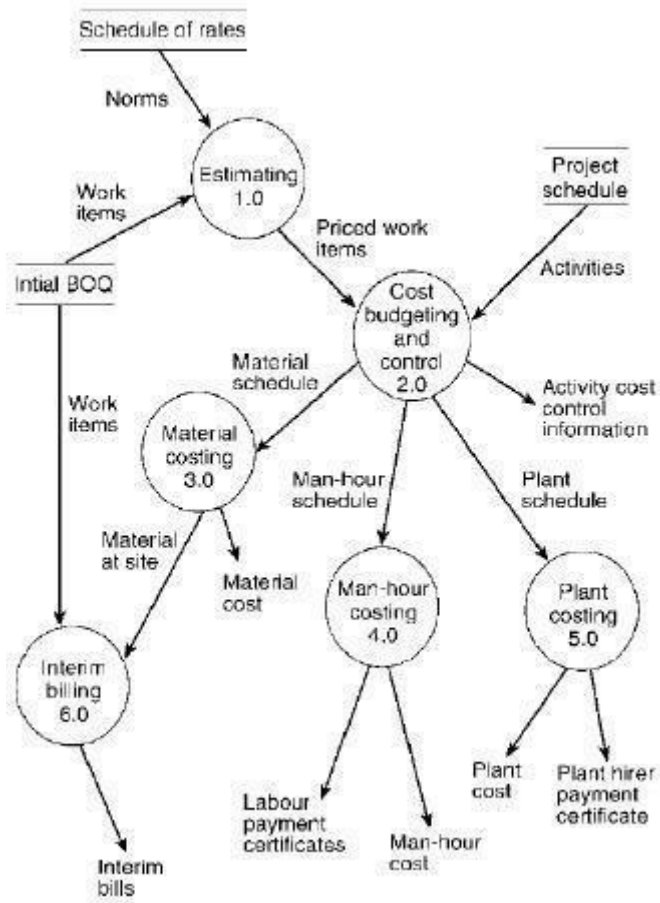 Schedule of rates
Norms
Estimating
1.0
Project
schedule
Work
items
Priced work
items
Activities
Intial BOQ
Cost
budgeting
and
control
2.0
Material
schedule
Activity cost
control
information
Work
items
Material
costing
3.0
Man-hour
schedule
Plant
schedule
Material
at site
Material
cost
Man-hour
costing
4.0
Plant
costing
5.0
Interim
billing
6.0
Plant
cost
Plant hirer
payment
certificate
Labour
payment
certificates
Man-hour
cost
Interim
bills